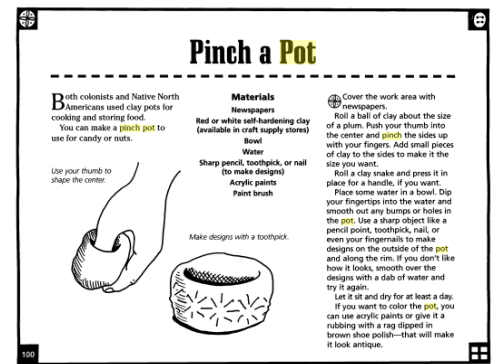 Pinch a Pot
Both colonists and Native North
Americans used clay pots for
cooking and storing food.
You can make a pinch pot to
use for candy or nuts.
Use your thumb to
shape the center.
Materials
Newspapers
Red or white self-hardening clay
(available in craft supply stores)
Bowl
Water
Sharp pencil, toothpick, or nail
(to make designs)
Acrylic paints
Paint brush
Make designs with a toothpick.
Cover the work area with
newspapers.
Roll a ball of clay about the size
of a plum. Push your thumb into
the center and pinch the sides up
with your fingers. Add small pieces
of clay to the sides to make it the
size you want.
Roll a clay snake and press it in
place for a handle, if you want.
Place some water in a bowl. Dip
your fingertips into the water and
smooth out any bumps or holes in
the pot. Use a sharp object like a
pencil point, toothpick, nail, or
even your fingernails to make
designs on the outside of the pot
and along the rim. If you don't like
how it looks, smooth over the
designs with a dab of water and
try it again.
Let it sit and dry for at least a day.
If you want to color the pot, you
can use acrylic paints or give it a
rubbing with a rag dipped in
brown shoe polish—that will make
it look antique.
100